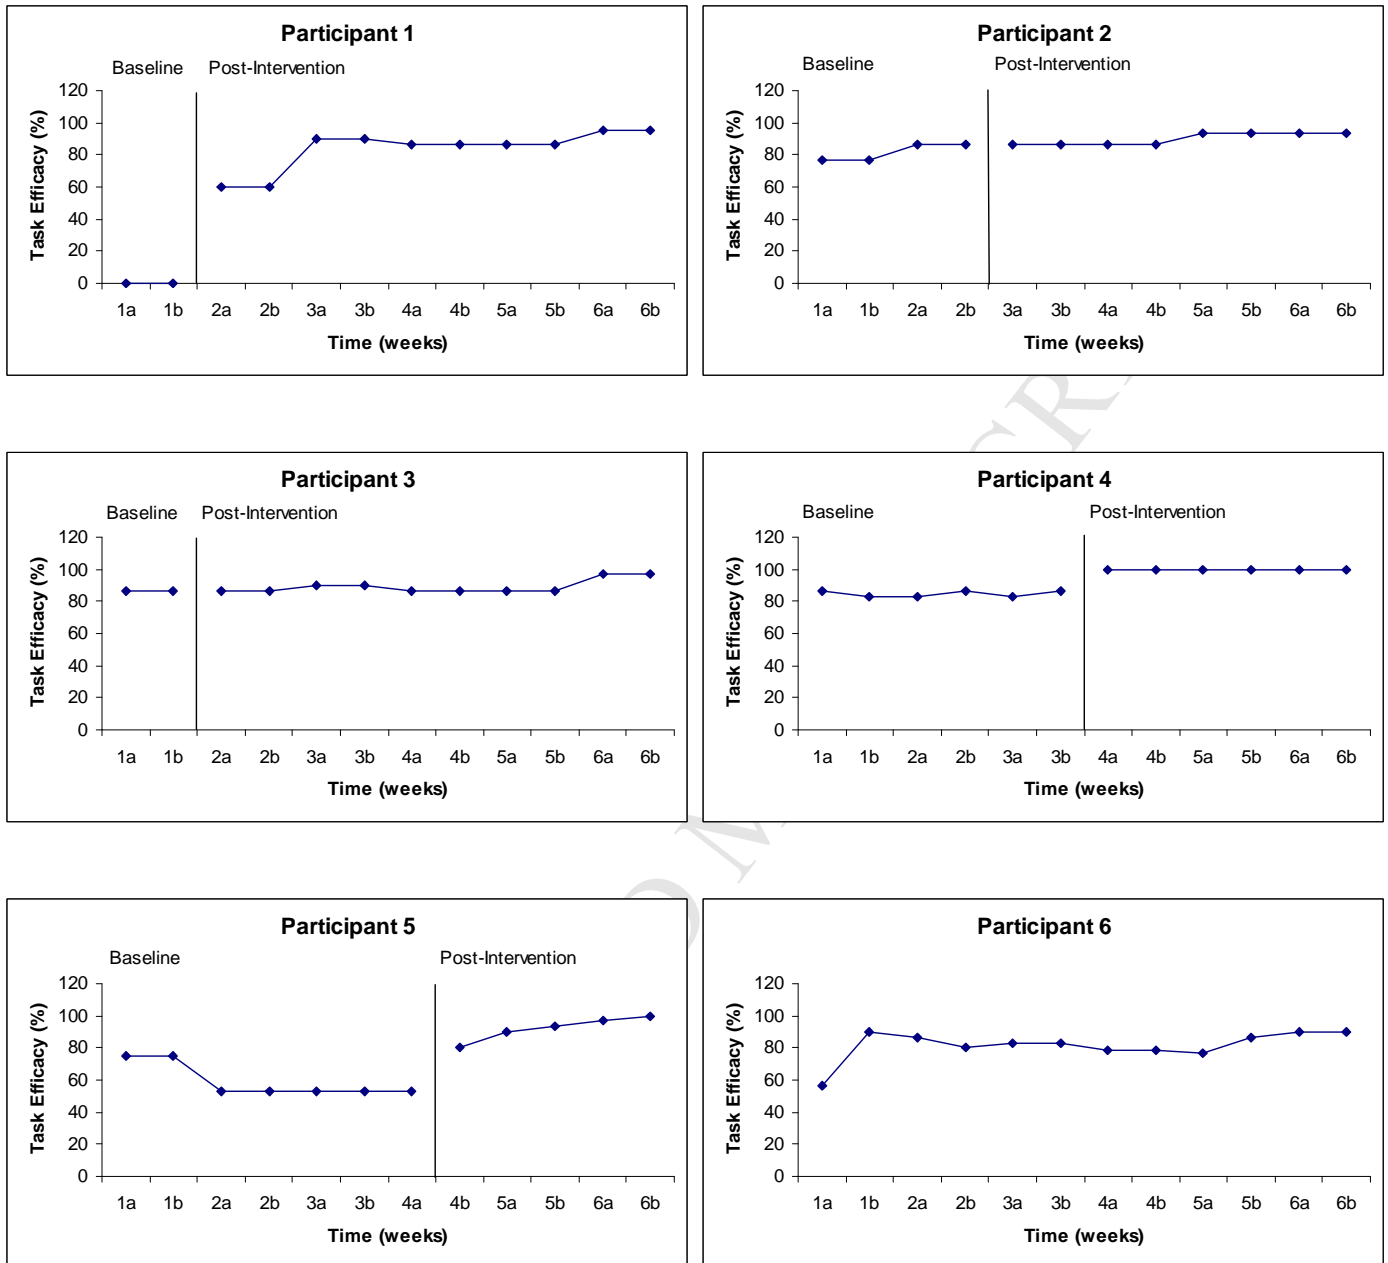 Participant 1
Baseline Post-Intervention
120
100
80
60
40
20
0
Task Efficacy (%)
1a 1b 2a 2b 3a 3b 4a 4b 5a 5b 6a 6b
Time (weeks)
Participant 2
Baseline Post-Intervention
120
100
80
60
40
20
0
Task Efficacy (%)
1a 1b 2a 2b 3a 3b 4a 4b 5a 5b 6a 6b
Time (weeks)
Participant 3
Baseline Post-Intervention
120
100
80
60
40
20
0
Task Efficacy (%)
1a 1b 2a 2b 3a 3b 4a 4b 5a 5b 6a 6b
Time (weeks)
Participant 4
Baseline Post-Intervention
120
100
80
60
40
20
0
Task Efficacy (%)
1a 1b 2a 2b 3a 3b 4a 4b 5a 5b 6a 6b
Time (weeks)
Participant 5
Baseline Post-Intervention
120
100
80
60
40
20
0
Task Efficacy (%)
1a 1b 2a 2b 3a 3b 4a 4b 5a 5b 6a 6b
Time (weeks)
Participant 6
120
100
80
60
40
20
0
Task Efficacy (%)
1a 1b 2a 2b 3a 3b 4a 4b 5a 5b 6a 6b
Time (weeks)